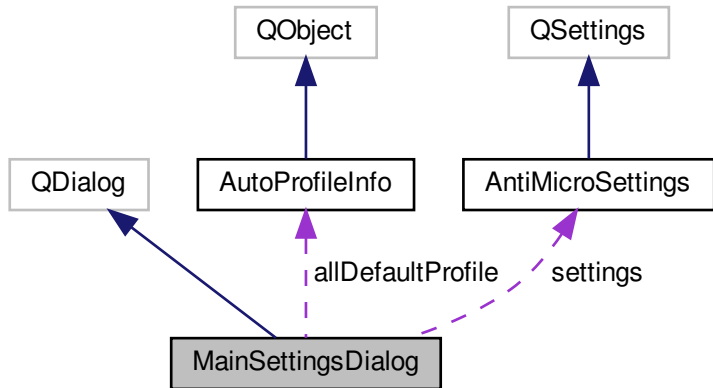 QObject
QSettings
QDialog
AutoProfileInfo
AntiMicroSettings
allDefaultProfile
settings
MainSettingsDialog